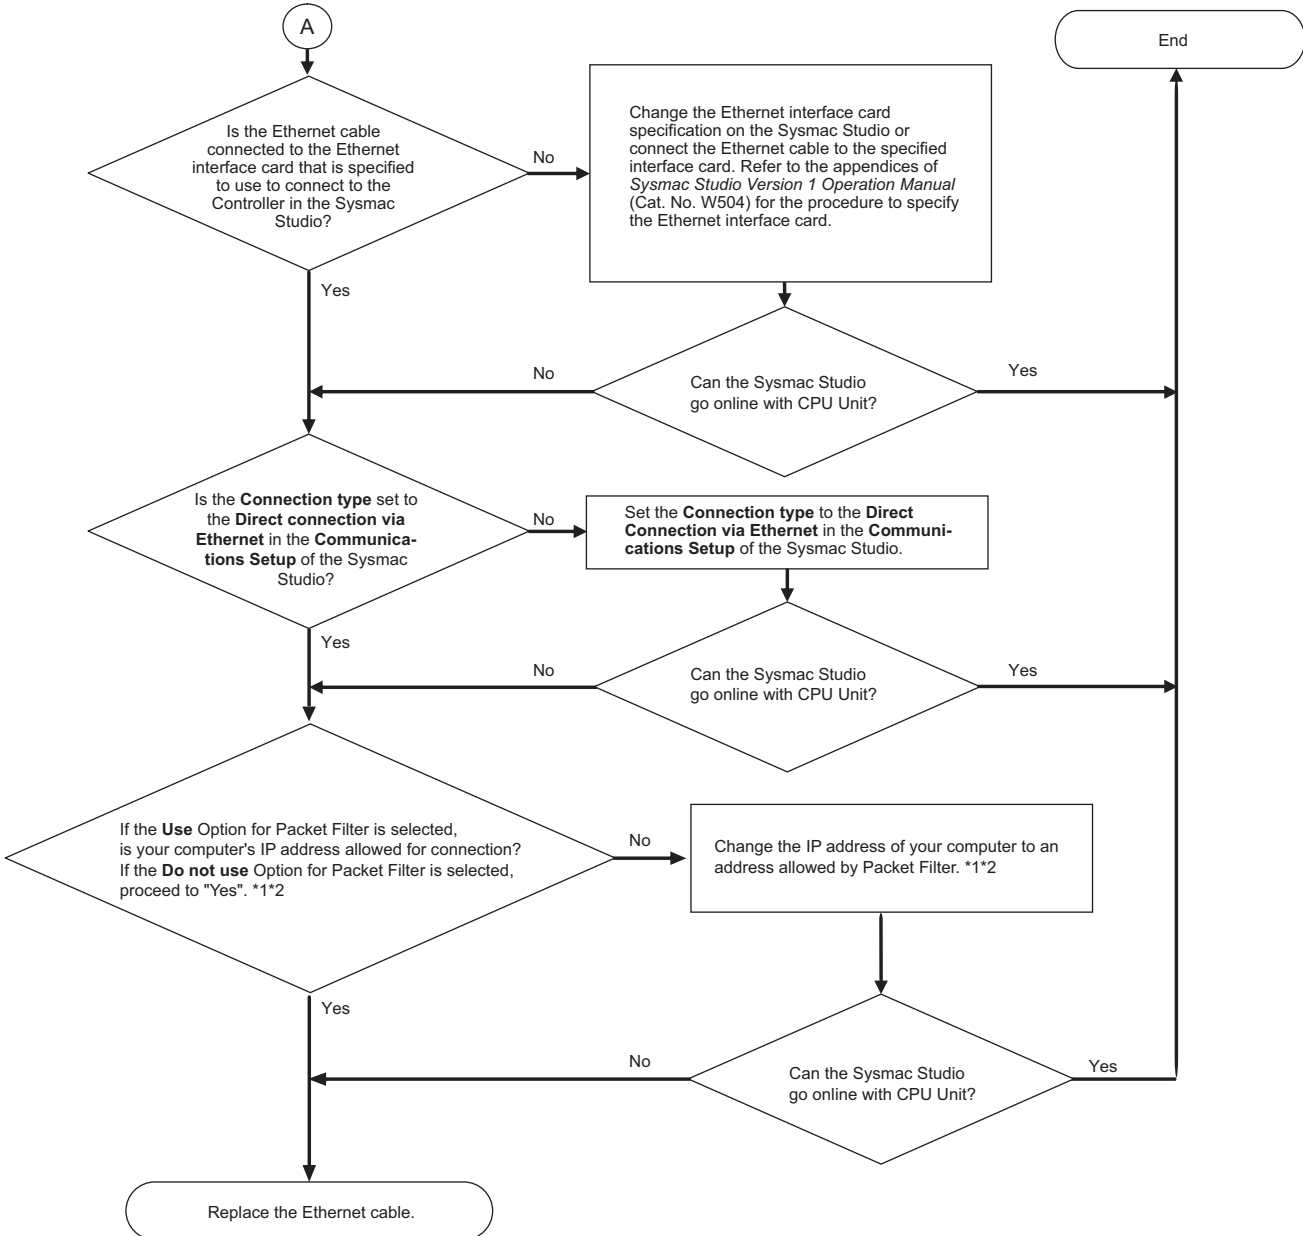 A
End
Is the Ethernet cable
connected to the Ethernet
interface card that is specified
to use to connect to the
Controller in the Sysmac
Studio?
No
Change the Ethernet interface card
specification on the Sysmac Studio or
connect the Ethernet cable to the specified
interface card. Refer to the appendices of
Sysmac Studio Version 1 Operation Manual
(Cat. No. W504) for the procedure to specify
the Ethernet interface card.
Yes
No
Can the Sysmac Studio
go online with CPU Unit?
Yes
Is the Connection type set to
the Direct connection via
Ethernet in the Communica-
tions Setup of the Sysmac
Studio?
No
Set the Connection type to the Direct
Connection via Ethernet in the Communi-
cations Setup of the Sysmac Studio.
Yes
No
Can the Sysmac Studio
go online with CPU Unit?
Yes
If the Use Option for Packet Filter is selected,
is your computer's IP address allowed for connection?
If the Do not use Option for Packet Filter is selected,
proceed to "Yes". *1*2
No
Change the IP address of your computer to an
address allowed by Packet Filter. *1*2
Yes
No
Can the Sysmac Studio
go online with CPU Unit?
Yes
Replace the Ethernet cable.